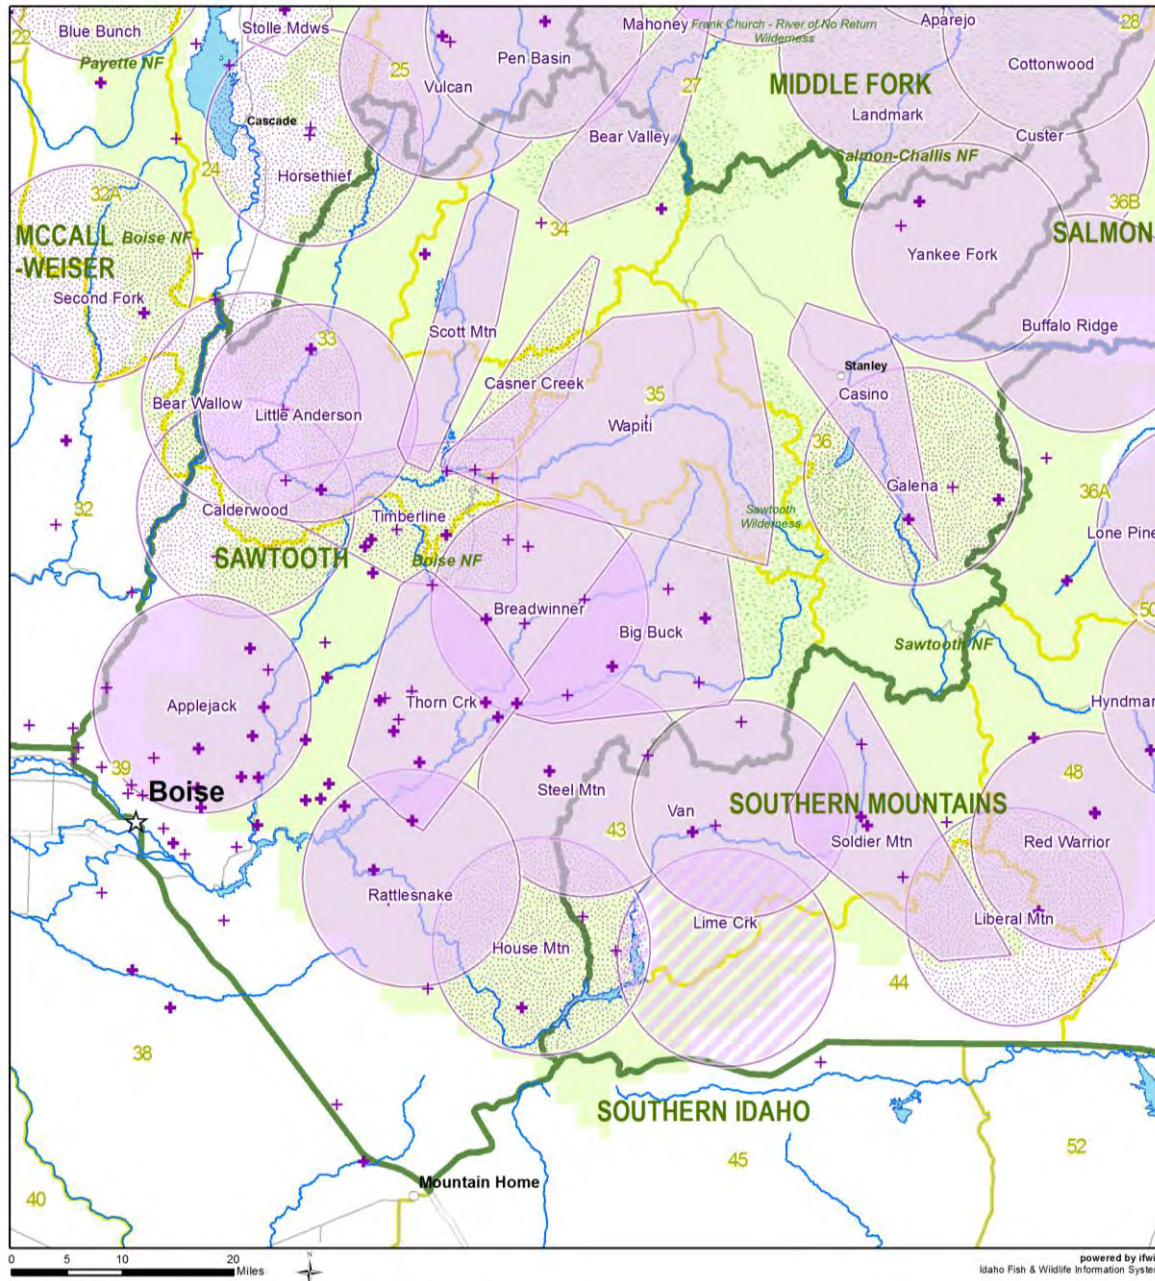 Blue Bunch
Stolle Mdws
Mahoney
Frank Church - River of No Return
Wilderness
Aparejo
28
22
Payette NF
Vulcan
Pen Basin
25
27
MIDDLE FORK
Cottonwood
Landmark
Cascade
Bear Valley
Custer
24
Horsethief
Salmon-Challis NF
32A
34
36B
MCCALL
-WEISER
Boise NF
SALMON
Second Fork
Yankee Fork
Scott Mtn
Buffalo Ridge
33
Stanley
Casner Creek
Casino
Bear Wallow
Little Anderson
35
Wapiti
36
Galena
36A
32
Calderwood
Timberline
Sawtooth
Wilderness
Lone Pine
SAWTOOTH
Boise NF
50
Breadwinner
Big Buck
Sawtooth NF
Applejack
Thorn Crk
Hyndman
39
Boise
Steel Mtn
48
Van
SOUTHERN MOUNTAINS
43
Soldier Mtn
Red Warrior
Rattlesnake
House Mtn
Lime Crk
Liberal Mtn
44
38
SOUTHERN IDAHO
45
52
40
Mountain Home
0 5 10 20
Miles
N
powered by ifwi
Idaho Fish & Wildlife Information System